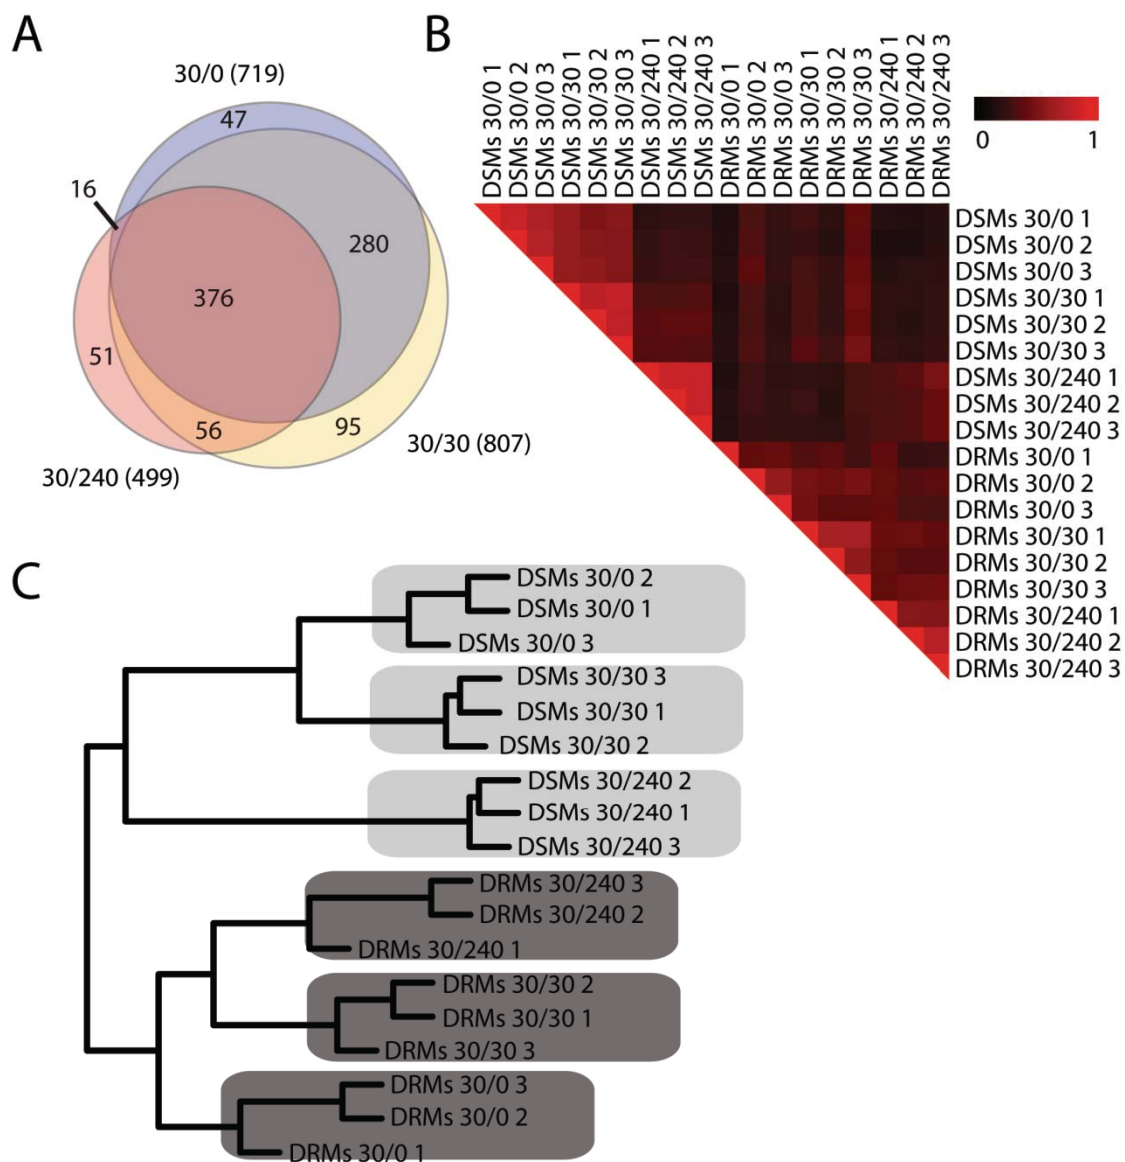 A
30/0 (719)
47
16
280
376
51
56
95
30/30 (807)
30/240 (499)
B
DSMs 30/0 1
DSMs 30/0 2
DSMs 30/0 3
DSMs 30/30 1
DSMs 30/30 2
DSMs 30/30 3
DSMs 30/240 1
DSMs 30/240 2
DSMs 30/240 3
DRMs 30/0 1
DRMs 30/0 2
DRMs 30/0 3
DRMs 30/30 1
DRMs 30/30 2
DRMs 30/30 3
DRMs 30/240 1
DRMs 30/240 2
DRMs 30/240 3
0 1
DSMs 30/0 1
DSMs 30/0 2
DSMs 30/0 3
DSMs 30/30 1
DSMs 30/30 2
DSMs 30/30 3
DSMs 30/240 1
DSMs 30/240 2
DSMs 30/240 3
DRMs 30/0 1
DRMs 30/0 2
DRMs 30/0 3
DRMs 30/30 1
DRMs 30/30 2
DRMs 30/30 3
DRMs 30/240 1
DRMs 30/240 2
DRMs 30/240 3
C
DSMs 30/0 2
DSMs 30/0 1
DSMs 30/0 3
DSMs 30/30 3
DSMs 30/30 1
DSMs 30/30 2
DSMs 30/240 2
DSMs 30/240 1
DSMs 30/240 3
DRMs 30/240 3
DRMs 30/240 2
DRMs 30/240 1
DRMs 30/30 2
DRMs 30/30 1
DRMs 30/30 3
DRMs 30/0 3
DRMs 30/0 2
DRMs 30/0 1